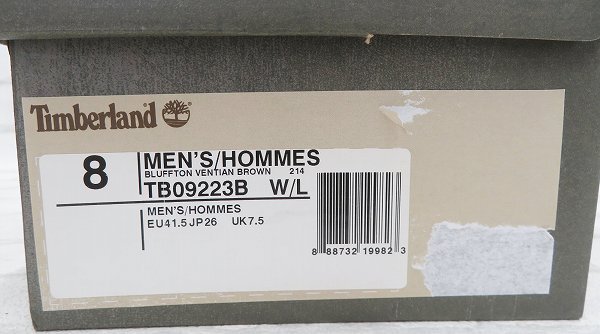 Timberland
8
MEN'S/HOMMES
BLUFFTON VENTIAN BROWN 214
TB09223B W/L
MEN'S/HOMMES
EU41.5 JP26 UK7.5
8 88732 19982 3